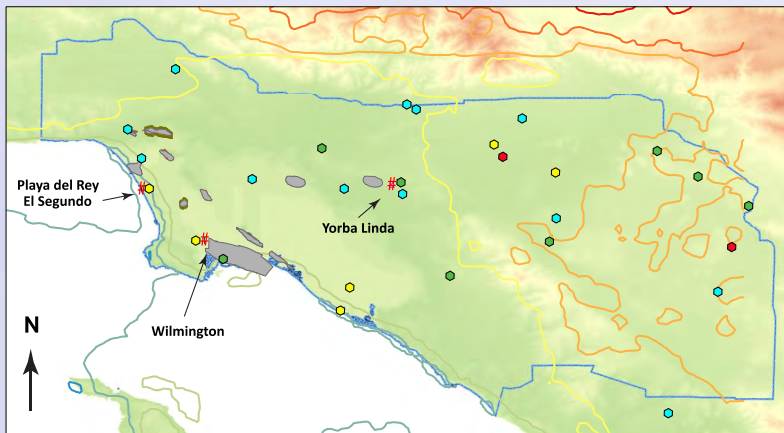 Playa del Rey
El Segundo
#
#
Yorba Linda
#
Wilmington
N